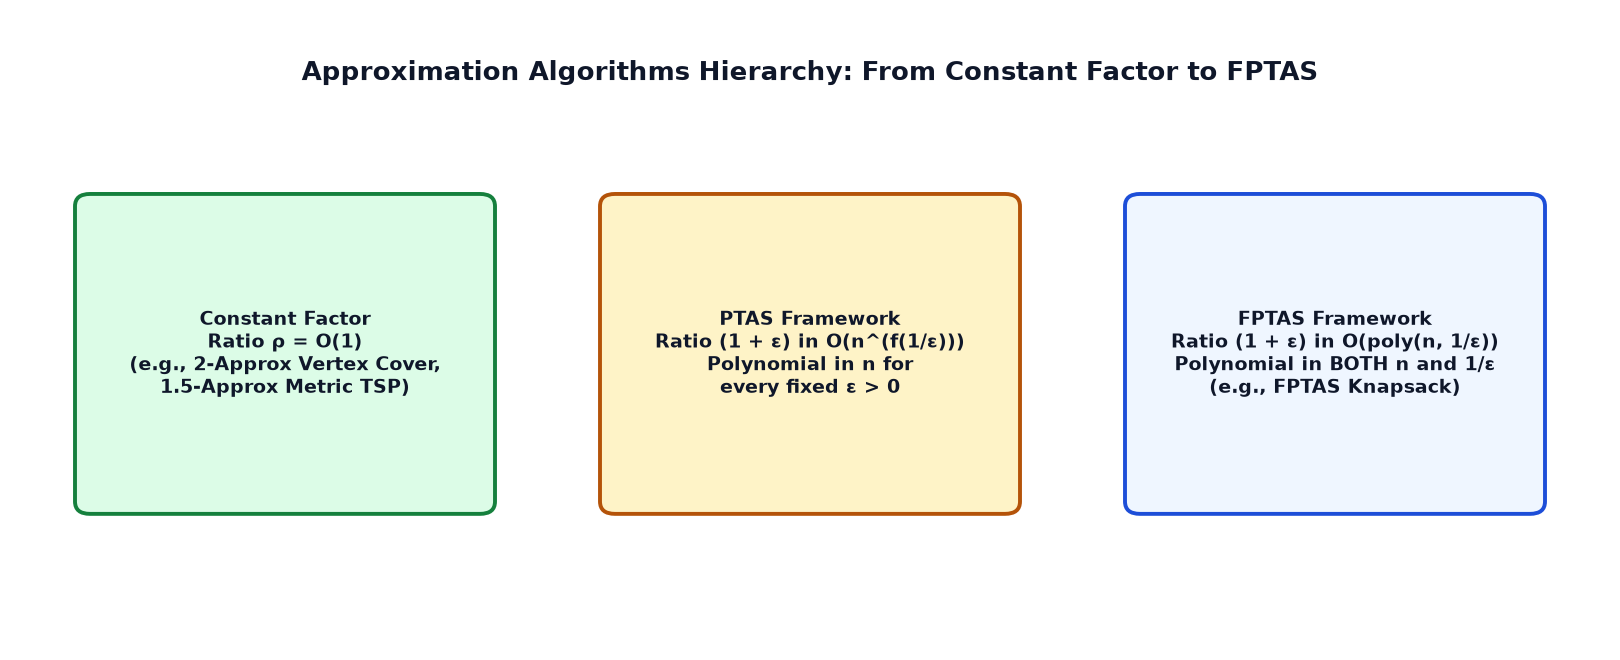 Approximation Algorithms Hierarchy: From Constant Factor to FPTAS
Constant Factor
Ratio ρ = O(1)
(e.g., 2-Approx Vertex Cover,
1.5-Approx Metric TSP)
PTAS Framework
Ratio (1 + ε) in O(n^(f(1/ε)))
Polynomial in n for
every fixed ε > 0
FPTAS Framework
Ratio (1 + ε) in O(poly(n, 1/ε))
Polynomial in BOTH n and 1/ε
(e.g., FPTAS Knapsack)